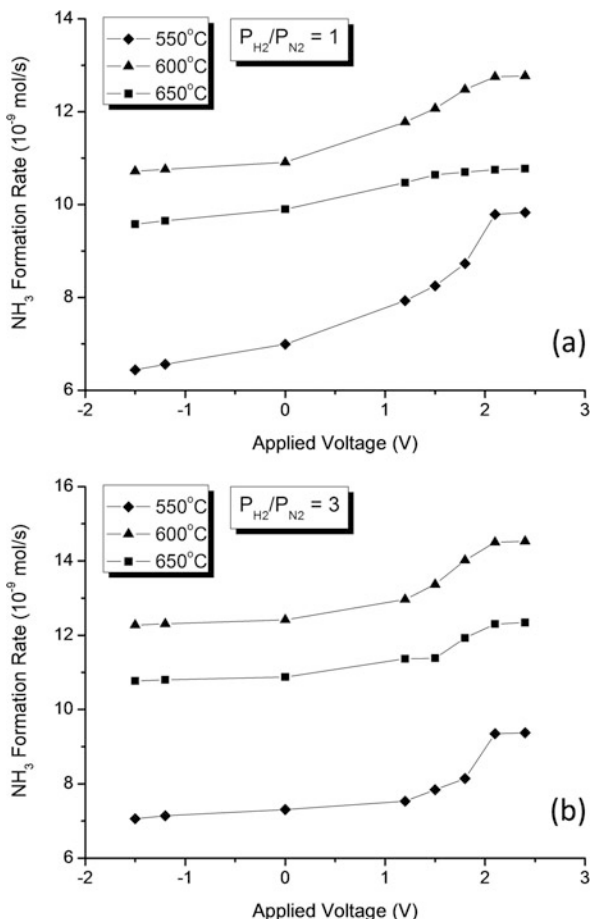 14
12
10
8
6
NH₃ Formation Rate (10⁻⁹ mol/s)
550°C
600°C
650°C
P_H2/P_N2 = 1
(a)
-2 -1 0 1 2 3
Applied Voltage (V)
16
14
12
10
8
6
NH₃ Formation Rate (10⁻⁹ mol/s)
550°C
600°C
650°C
P_H2/P_N2 = 3
(b)
-2 -1 0 1 2 3
Applied Voltage (V)